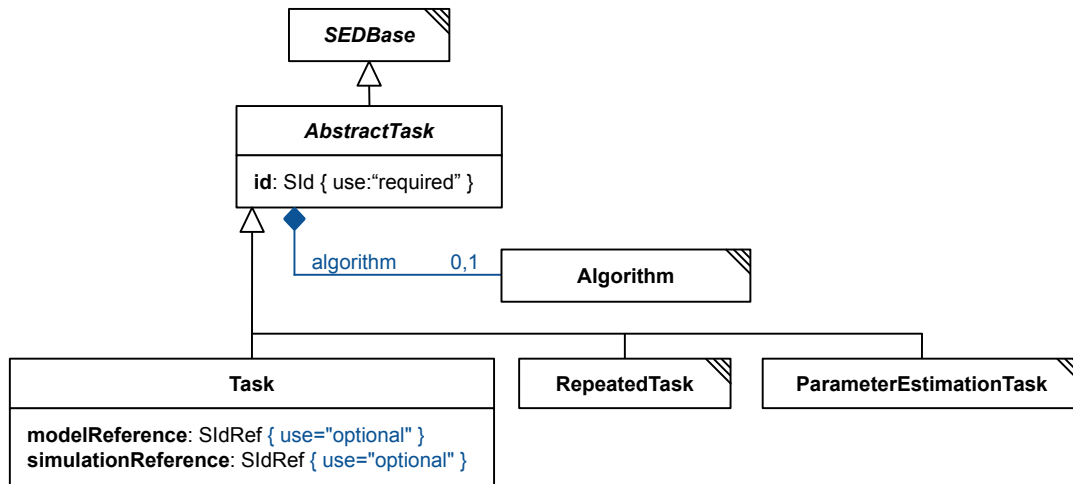 SEDBase
AbstractTask
id: SId { use:“required” }
algorithm 0,1
Algorithm
Task
RepeatedTask
ParameterEstimationTask
modelReference: SIdRef { use="optional" }
simulationReference: SIdRef { use="optional" }